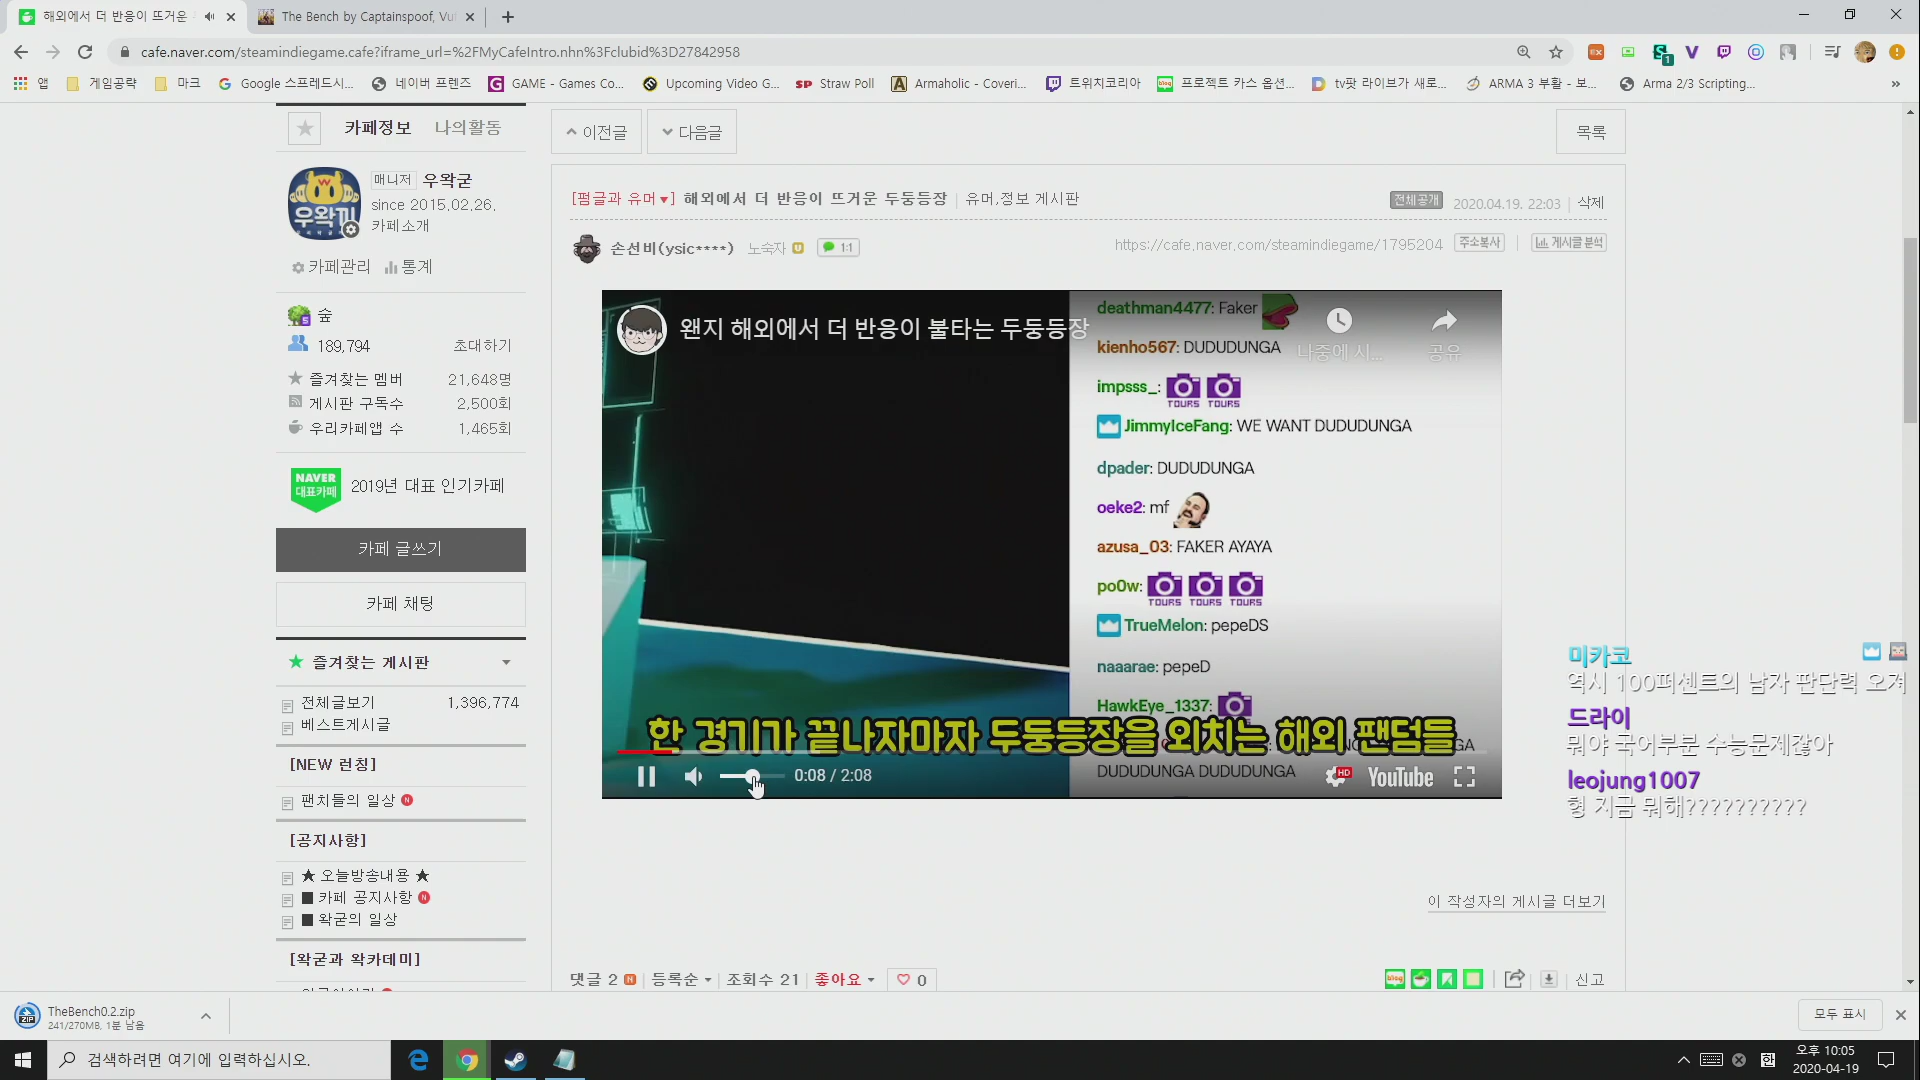 해외에서 더 반응이 뜨거운
The Bench by Captainspoof, Vul
cafe.naver.com/steamindiegame.cafe?iframe_url=%2FMyCafeIntro.nhn%3Fclubid%3D27842958
앱
게임공략
마크
Google 스프레드시...
네이버 프렌즈
GAME - Games Co...
Upcoming Video G...
Straw Poll
Armaholic - Coveri...
트위치코리아
프로젝트 카스 옵션...
tv팟 라이브가 새로...
ARMA 3 부활 - 보...
Arma 2/3 Scripting...
카페정보 나의활동
이전글
다음글
목록
매니저 우왁굳
since 2015.02.26.
카페소개
카페관리 통계
숲
189,794 초대하기
즐겨찾는 멤버 21,648명
게시판 구독수 2,500회
우리카페앱 수 1,465회
NAVER
대표카페
2019년 대표 인기카페
카페 글쓰기
카페 채팅
즐겨찾는 게시판
전체글보기 1,396,774
베스트게시글
[NEW 런칭]
팬치들의 일상 N
[공지사항]
★ 오늘방송내용 ★
■ 카페 공지사항 N
■ 왁굳의 일상
[왁굳과 왁카데미]
[펌글과 유머▼] 해외에서 더 반응이 뜨거운 두둥등장 | 유머,정보 게시판
전체공개 2020.04.19. 22:03 | 삭제
손선비(ysic****) 노숙자 1:1
https://cafe.naver.com/steamindiegame/1795204 주소복사 | 게시글 분석
왠지 해외에서 더 반응이 불타는 두둥등장
나중에 시...
공유
deathman4477: Faker
kienho567: DUDUDUNGA
impsss_: TOURS TOURS
JimmyIceFang: WE WANT DUDUDUNGA
dpader: DUDUDUNGA
oeke2: mf
azusa_03: FAKER AYAYA
po0w: TOURS TOURS TOURS
TrueMelon: pepeDS
naaarae: pepeD
HawkEye_1337:
한 경기가 끝나자마자 두둥등장을 외치는 해외 팬덤들
DUDUDUNGA DUDUDUNGA
0:08 / 2:08
HD
YouTube
미카코
역시 100퍼센트의 남자 판단력 오져
드라이
뭐야 국어부분 수능문제잖아
leojung1007
형 지금 뭐해??????????
이 작성자의 게시글 더보기
댓글 2 N 등록순 조회수 21 좋아요 0
blog
신고
TheBench0.2.zip
241/270MB, 1분 남음
모두 표시
검색하려면 여기에 입력하십시오.
한
오후 10:05
2020-04-19